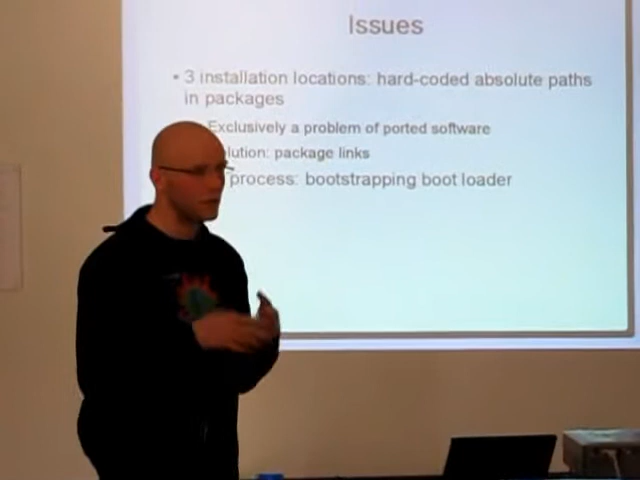 Issues
• 3 installation locations: hard-coded absolute paths
in packages
Exclusively a problem of ported software
lution: package links
process: bootstrapping boot loader